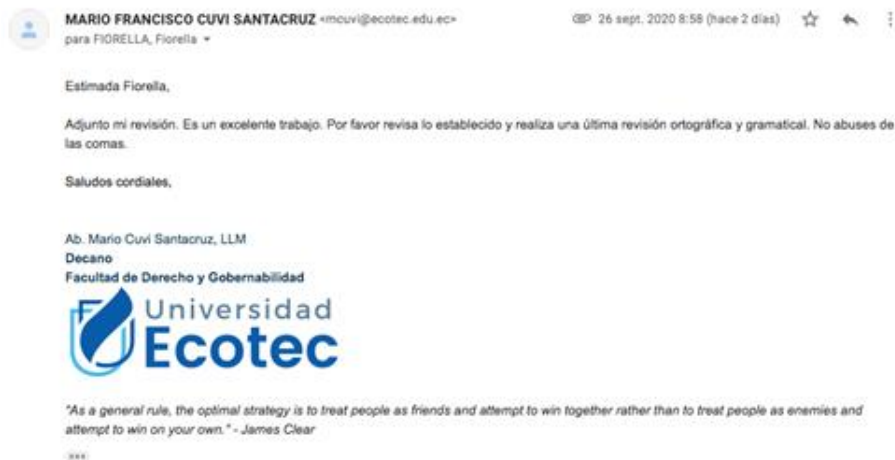 MARIO FRANCISCO CUVI SANTACRUZ <mcuvi@ecotec.edu.ec>
26 sept. 2020 8:58 (hace 2 días)
para FIORELLA, Fiorella
Estimada Fiorella,
Adjunto mi revisión. Es un excelente trabajo. Por favor revisa lo establecido y realiza una última revisión ortográfica y gramatical. No abuses de
las comas.
Saludos cordiales,
Ab. Mario Cuvi Santacruz, LLM
Decano
Facultad de Derecho y Gobernabilidad
Universidad
Ecotec
"As a general rule, the optimal strategy is to treat people as friends and attempt to win together rather than to treat people as enemies and
attempt to win on your own." - James Clear